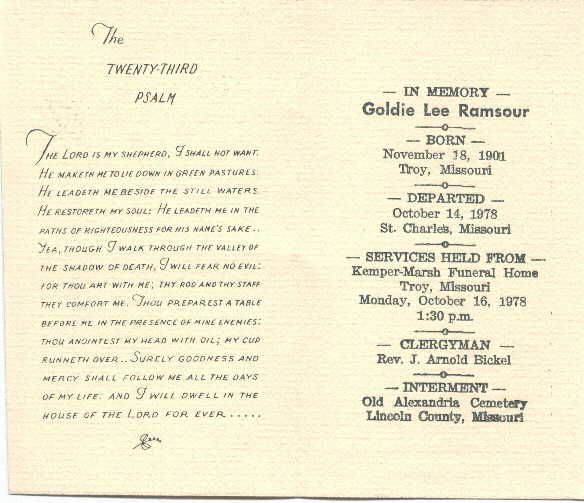 The
TWENTY-THIRD
PSALM
THE LORD IS MY SHEPHERD, I SHALL NOT WANT.
HE MAKETH ME TO LIE DOWN IN GREEN PASTURES:
HE LEADETH ME BESIDE THE STILL WATERS
HE RESTORETH MY SOUL: HE LEADETH ME IN THE
PATHS OF RIGHTEOUSNESS FOR HIS NAME'S SAKE..
YEA, THOUGH I WALK THROUGH THE VALLEY OF
THE SHADOW OF DEATH, I WILL FEAR NO EVIL:
FOR THOU ART WITH ME; THY ROD AND THY STAFF
THEY COMFORT ME. THOU PREPAREST A TABLE
BEFORE ME IN THE PRESENCE OF MINE ENEMIES:
THOU ANOINTEST MY HEAD WITH OIL; MY CUP
RUNNETH OVER.. SURELY GOODNESS AND
MERCY SHALL FOLLOW ME ALL THE DAYS
OF MY LIFE: AND I WILL DWELL IN THE
HOUSE OF THE LORD FOR EVER.....
— IN MEMORY —
Goldie Lee Ramsour
— BORN —
November 18, 1901
Troy, Missouri
— DEPARTED —
October 14, 1978
St. Charles, Missouri
— SERVICES HELD FROM —
Kemper-Marsh Funeral Home
Troy, Missouri
Monday, October 16, 1978
1:30 p.m.
— CLERGYMAN —
Rev. J. Arnold Bickel
— INTERMENT —
Old Alexandria Cemetery
Lincoln County, Missouri